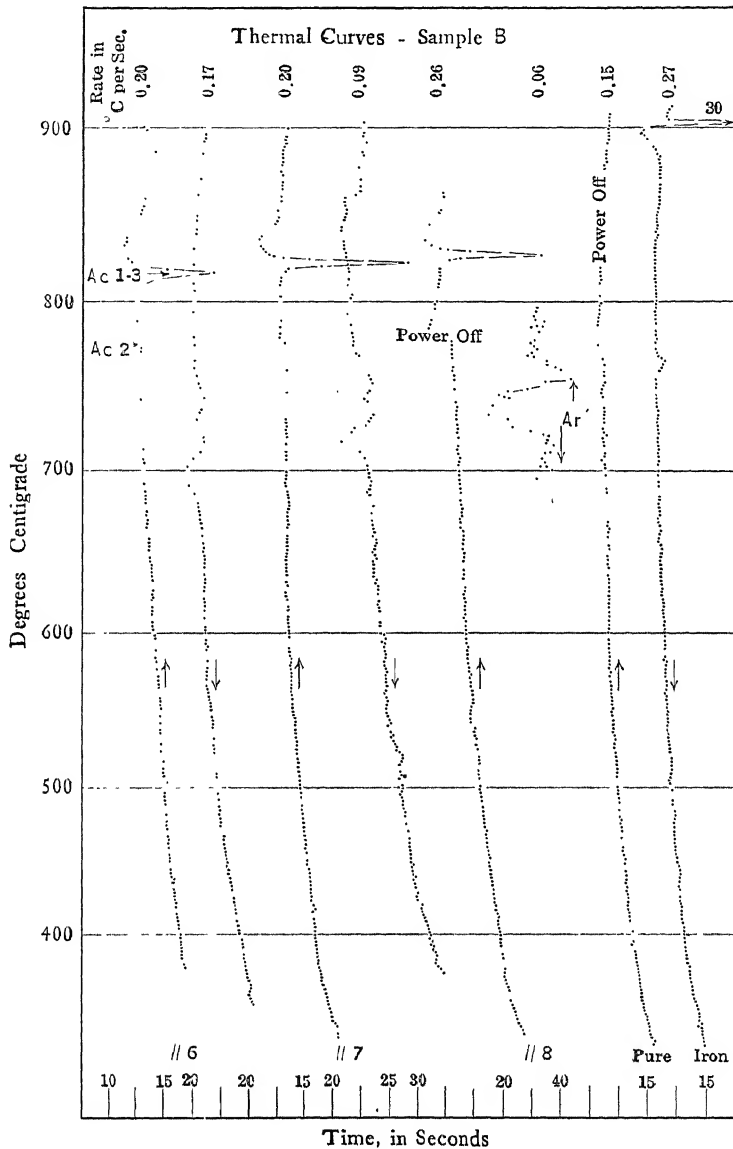 Thermal Curves - Sample B
Rate in
°C per Sec.
0.20
0.17
0.20
0.09
0.26
0.06
0.15
0.27
30
900
Power Off
Ac 1-3
800
Power Off
Ac 2
Ar'
700
Degrees Centigrade
600
500
400
// 6
// 7
// 8
Pure
Iron
10
15
20
20
15
20
25
30
20
40
15
15
Time, in Seconds